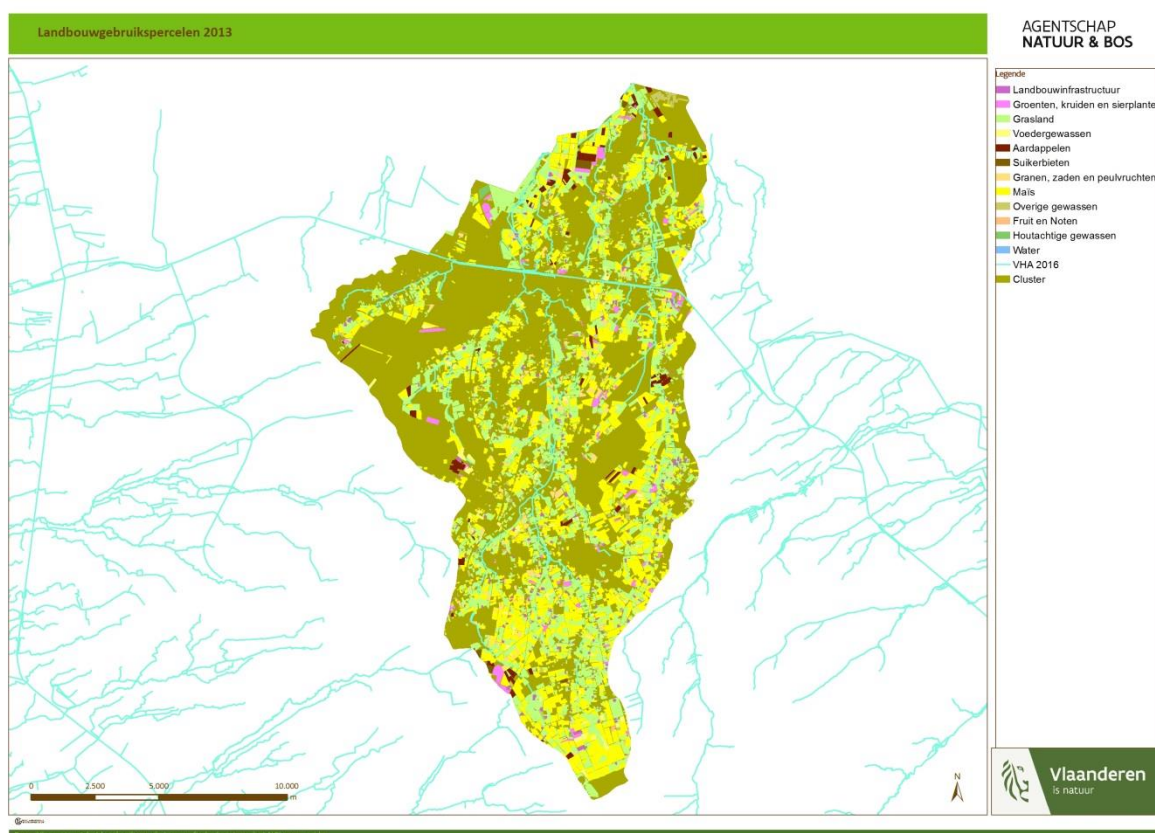 Landbouwgebruikspercelen 2013
AGENTSCHAP
NATUUR & BOS
Legende
Landbouwinfrastructuur
Groenten, kruiden en sierplante
Grasland
Voedergewassen
Aardappelen
Suikerbieten
Granen, zaden en peulvruchten
Maïs
Overige gewassen
Fruit en Noten
Houtachtige gewassen
Water
VHA 2016
Cluster
0 2.500 5.000 10.000
m
N
Vlaanderen
is natuur